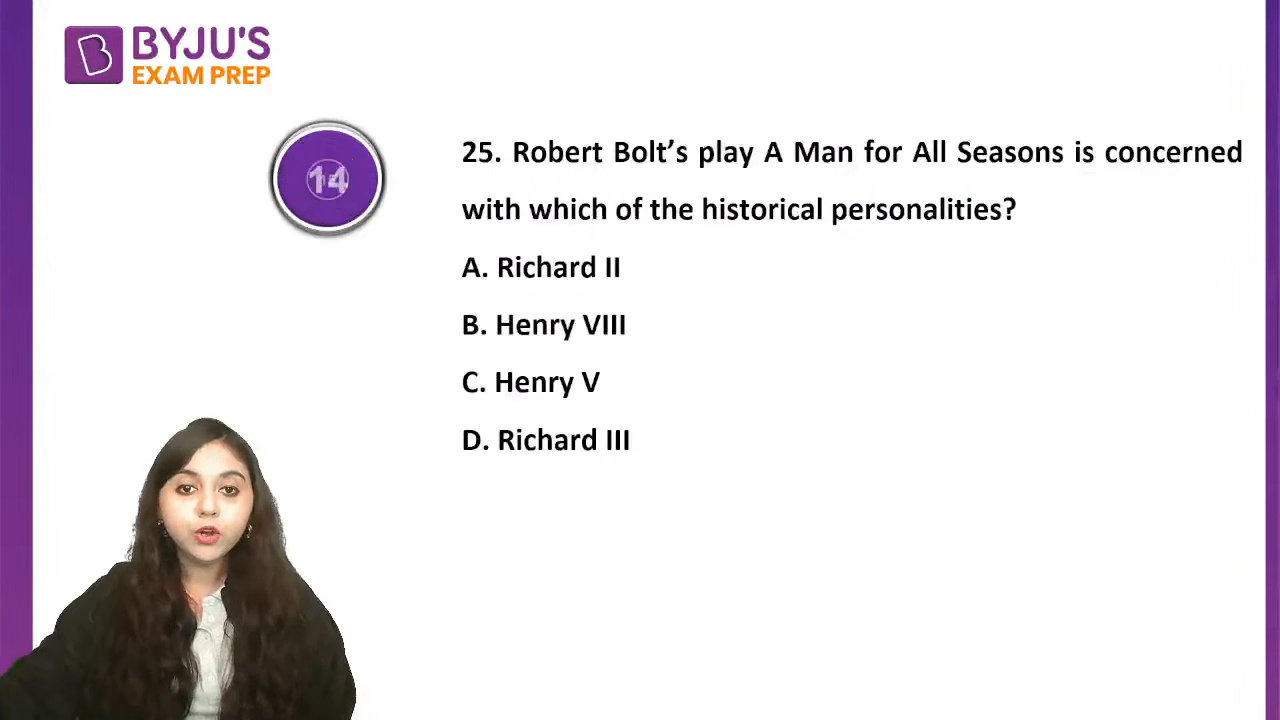 BYJU'S
EXAM PREP
14
25. Robert Bolt’s play A Man for All Seasons is concerned
with which of the historical personalities?
A. Richard II
B. Henry VIII
C. Henry V
D. Richard III